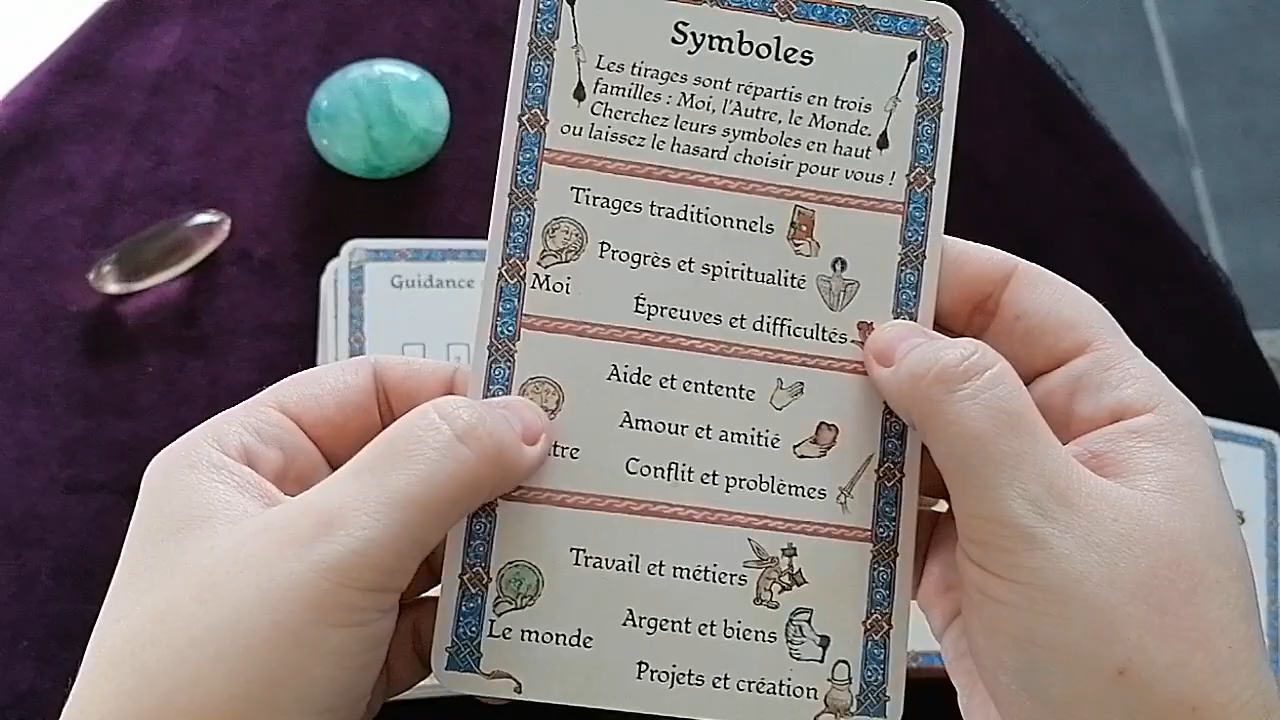 Symboles
Les tirages sont répartis en trois
familles : Moi, l'Autre, le Monde.
Cherchez leurs symboles en haut
ou laissez le hasard choisir pour vous !
Tirages traditionnels
Progrès et spiritualité
Moi
Épreuves et difficultés
Aide et entente
Amour et amitié
Conflit et problèmes
Travail et métiers
Argent et biens
Le monde
Projets et création
Guidance